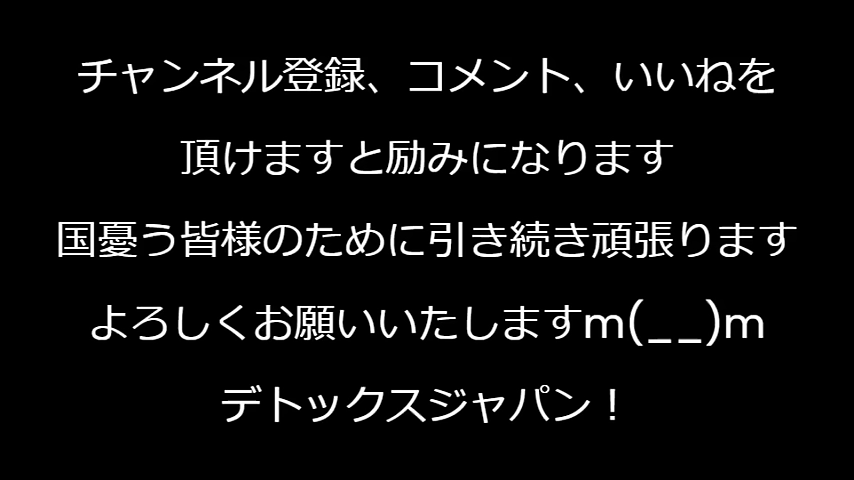 チャンネル登録、コメント、いいねを
頂けますと励みになります
国憂う皆様のために引き続き頑張ります
よろしくお願いいたしますm(__)m
デトックスジャパン！